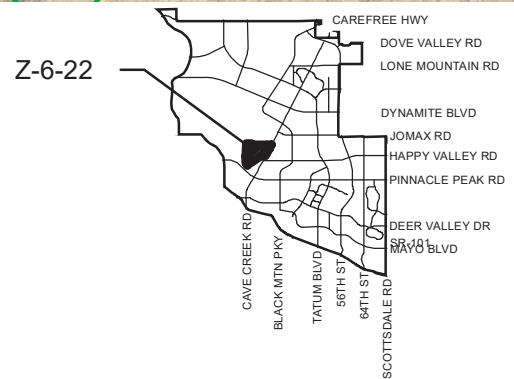 CAREFREE HWY
DOVE VALLEY RD
Z-6-22
LONE MOUNTAIN RD
DYNAMITE BLVD
JOMAX RD
HAPPY VALLEY RD
PINNACLE PEAK RD
DEER VALLEY DR
SR-101
MAYO BLVD
CAVE CREEK RD
BLACK MTN PKY
TATUM BLVD
56TH ST
64TH ST
SCOTTSDALE RD